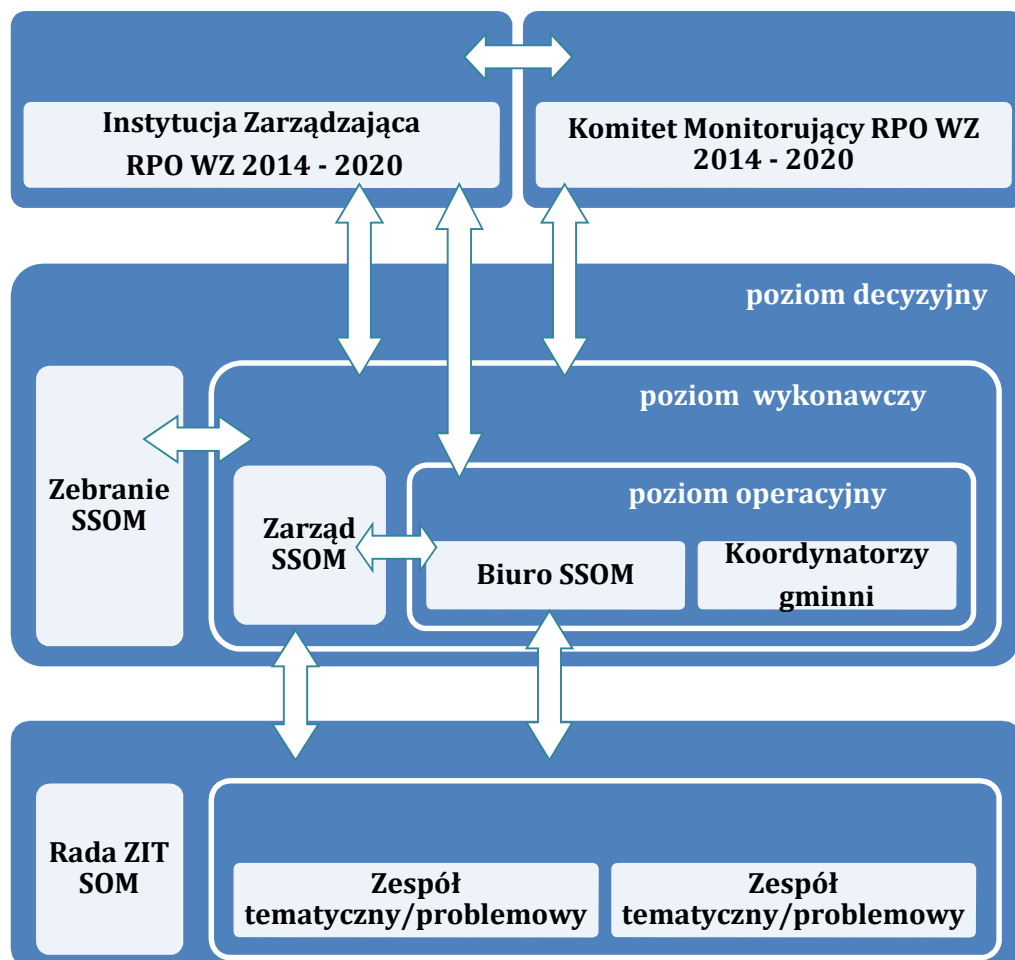 Instytucja Zarządzająca
RPO WZ 2014 - 2020
Komitet Monitorujący RPO WZ
2014 - 2020
poziom decyzyjny
poziom wykonawczy
poziom operacyjny
Zebranie
SSOM
Zarząd
SSOM
Biuro SSOM
Koordynatorzy
gminni
Rada ZIT
SOM
Zespół
tematyczny/problemowy
Zespół
tematyczny/problemowy